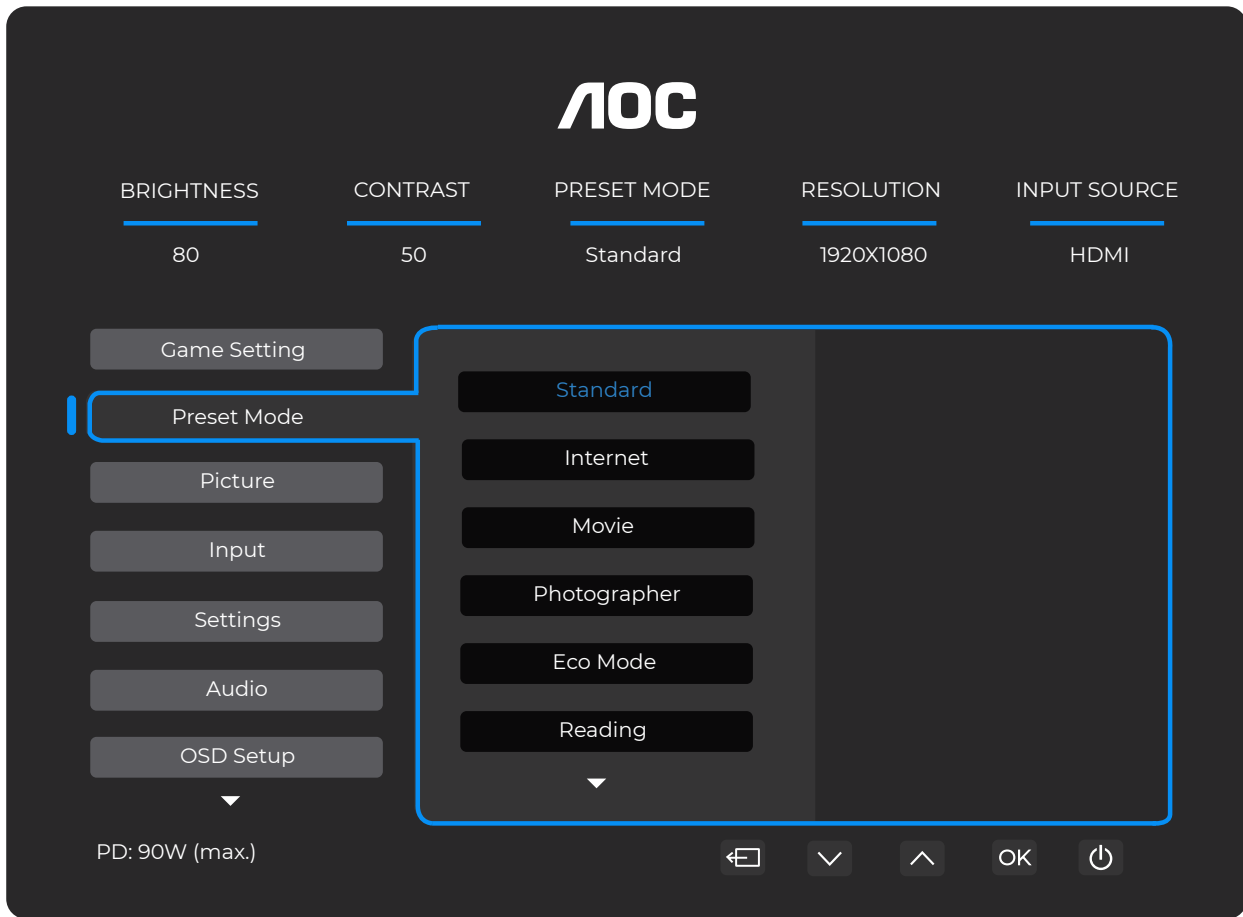 AOC
BRIGHTNESS CONTRAST PRESET MODE RESOLUTION INPUT SOURCE
80 50 Standard 1920X1080 HDMI
Game Setting
Preset Mode
Picture
Input
Settings
Audio
OSD Setup
Standard
Internet
Movie
Photographer
Eco Mode
Reading
PD: 90W (max.)
OK